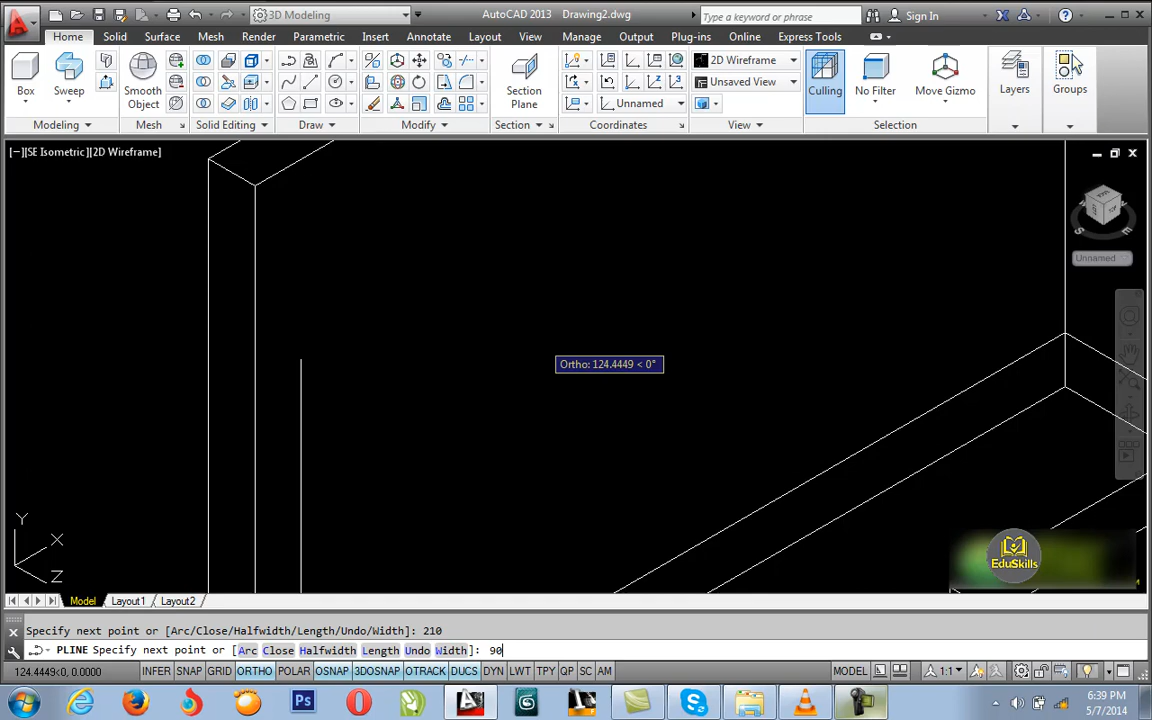 3D Modeling
AutoCAD 2013 Drawing2.dwg
Type a keyword or phrase
Sign In
Home Solid Surface Mesh Render Parametric Insert Annotate Layout View Manage Output Plug-ins Online Express Tools
Box
Sweep
Smooth Object
Section Plane
2D Wireframe
Unsaved View
Unnamed
Culling
No Filter
Move Gizmo
Layers
Groups
Modeling Mesh Solid Editing Draw Modify Section Coordinates View Selection
[−][SE Isometric][2D Wireframe]
S E
Unnamed
Ortho: 124.4449 < 0°
Y
X
Z
EduSkills
Model Layout1 Layout2
Specify next point or [Arc/Close/Halfwidth/Length/Undo/Width]: 210
PLINE Specify next point or [Arc Close Halfwidth Length Undo Width]: 90
124.4449< 0, 0.0000 INFER SNAP GRID ORTHO POLAR OSNAP 3DOSNAP OTRACK DUCS DYN LWT TPY QP SC AM MODEL 1:1
Ps
6:39 PM
5/7/2014